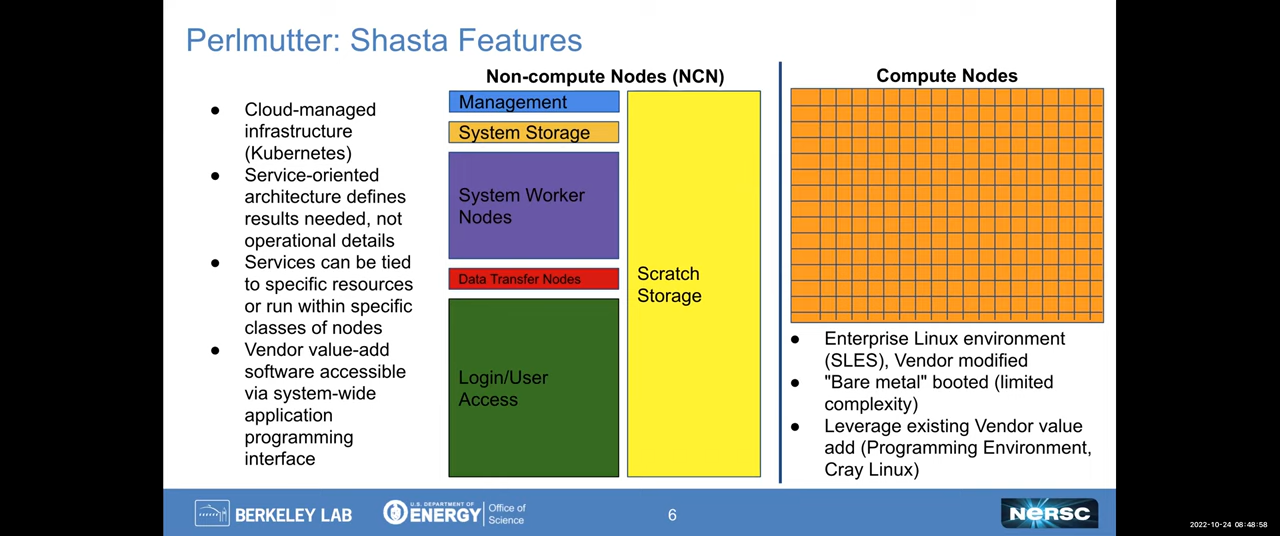 Perlmutter: Shasta Features
● Cloud-managed
infrastructure
(Kubernetes)
● Service-oriented
architecture defines
results needed, not
operational details
● Services can be tied
to specific resources
or run within specific
classes of nodes
● Vendor value-add
software accessible
via system-wide
application
programming
interface
Non-compute Nodes (NCN)
Management
System Storage
System Worker
Nodes
Data Transfer Nodes
Login/User
Access
Scratch
Storage
Compute Nodes
● Enterprise Linux environment
(SLES), Vendor modified
● "Bare metal" booted (limited
complexity)
● Leverage existing Vendor value
add (Programming Environment,
Cray Linux)
BERKELEY LAB
U.S. DEPARTMENT OF
ENERGY
Office of
Science
6
NERSC
2022-10-24 08:48:58